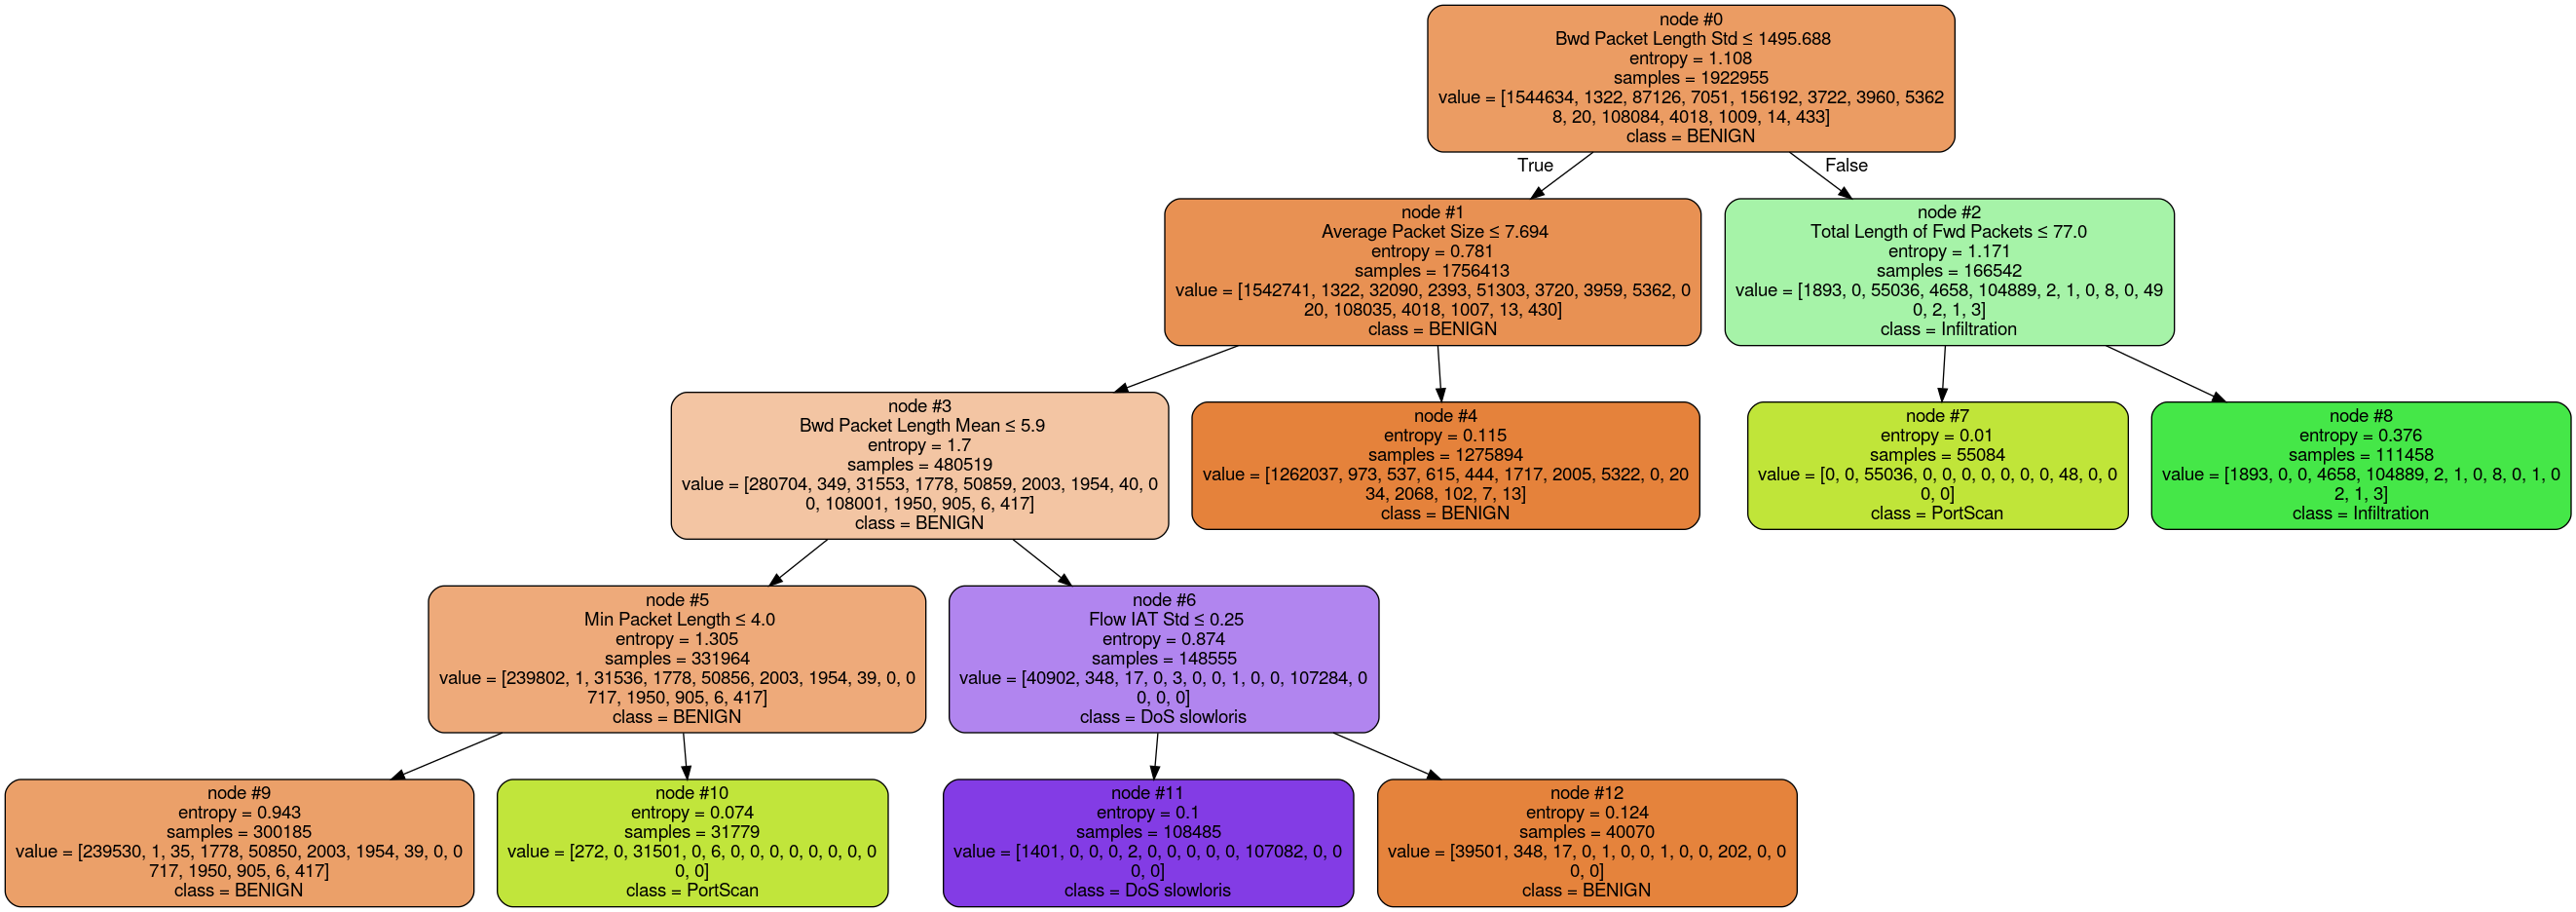 node #0
Bwd Packet Length Std ≤ 1495.688
entropy = 1.108
samples = 1922955
value = [1544634, 1322, 87126, 7051, 156192, 3722, 3960, 5362
8, 20, 108084, 4018, 1009, 14, 433]
class = BENIGN
True
False
node #1
Average Packet Size ≤ 7.694
entropy = 0.781
samples = 1756413
value = [1542741, 1322, 32090, 2393, 51303, 3720, 3959, 5362, 0
20, 108035, 4018, 1007, 13, 430]
class = BENIGN
node #2
Total Length of Fwd Packets ≤ 77.0
entropy = 1.171
samples = 166542
value = [1893, 0, 55036, 4658, 104889, 2, 1, 0, 8, 0, 49
0, 2, 1, 3]
class = Infiltration
node #3
Bwd Packet Length Mean ≤ 5.9
entropy = 1.7
samples = 480519
value = [280704, 349, 31553, 1778, 50859, 2003, 1954, 40, 0
0, 108001, 1950, 905, 6, 417]
class = BENIGN
node #4
entropy = 0.115
samples = 1275894
value = [1262037, 973, 537, 615, 444, 1717, 2005, 5322, 0, 20
34, 2068, 102, 7, 13]
class = BENIGN
node #7
entropy = 0.01
samples = 55084
value = [0, 0, 55036, 0, 0, 0, 0, 0, 0, 0, 48, 0, 0
0, 0]
class = PortScan
node #8
entropy = 0.376
samples = 111458
value = [1893, 0, 0, 4658, 104889, 2, 1, 0, 8, 0, 1, 0
2, 1, 3]
class = Infiltration
node #5
Min Packet Length ≤ 4.0
entropy = 1.305
samples = 331964
value = [239802, 1, 31536, 1778, 50856, 2003, 1954, 39, 0, 0
717, 1950, 905, 6, 417]
class = BENIGN
node #6
Flow IAT Std ≤ 0.25
entropy = 0.874
samples = 148555
value = [40902, 348, 17, 0, 3, 0, 0, 1, 0, 0, 107284, 0
0, 0, 0]
class = DoS slowloris
node #9
entropy = 0.943
samples = 300185
value = [239530, 1, 35, 1778, 50850, 2003, 1954, 39, 0, 0
717, 1950, 905, 6, 417]
class = BENIGN
node #10
entropy = 0.074
samples = 31779
value = [272, 0, 31501, 0, 6, 0, 0, 0, 0, 0, 0, 0, 0
0, 0]
class = PortScan
node #11
entropy = 0.1
samples = 108485
value = [1401, 0, 0, 0, 2, 0, 0, 0, 0, 0, 107082, 0, 0
0, 0]
class = DoS slowloris
node #12
entropy = 0.124
samples = 40070
value = [39501, 348, 17, 0, 1, 0, 0, 1, 0, 0, 202, 0, 0
0, 0]
class = BENIGN